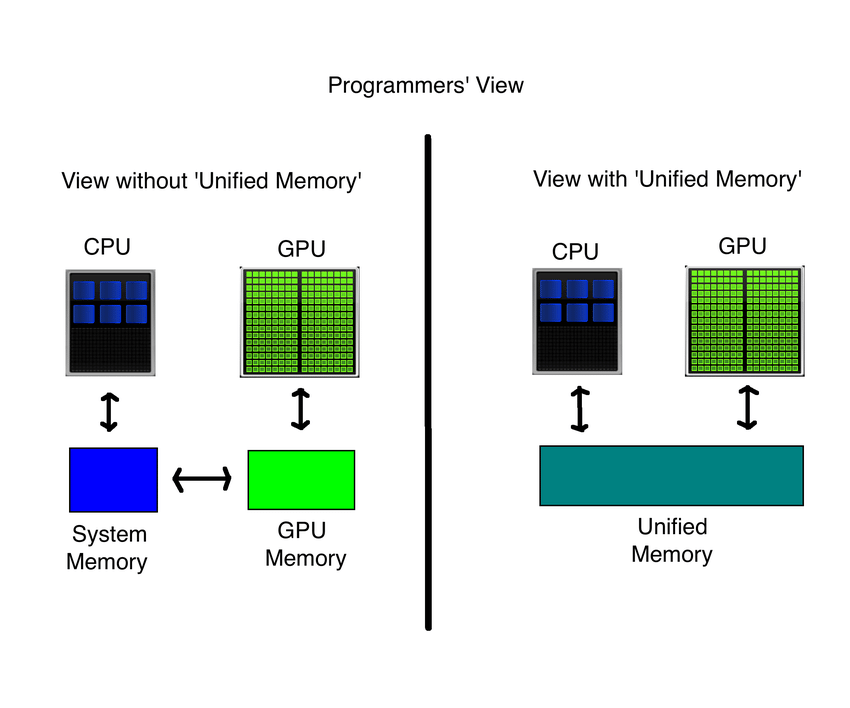 Programmers' View
View without 'Unified Memory'
CPU
GPU
System
Memory
GPU
Memory
View with 'Unified Memory'
CPU
GPU
Unified
Memory